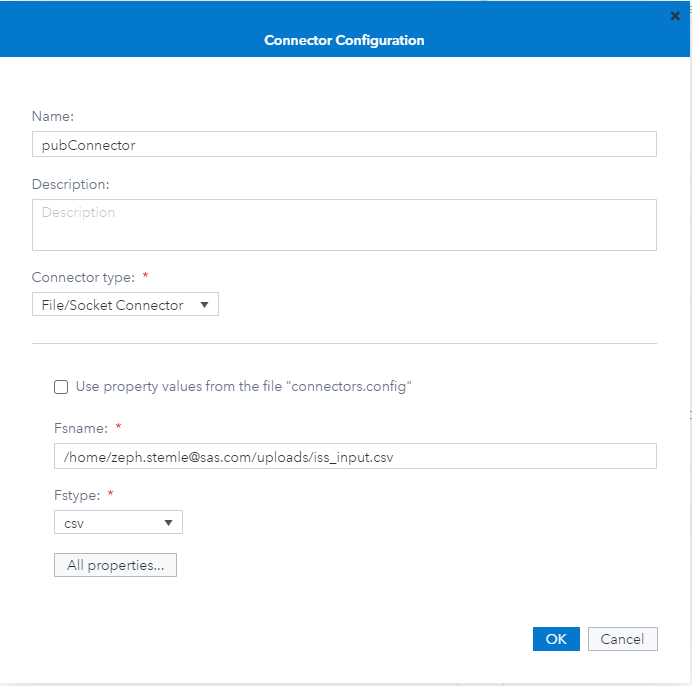 Connector Configuration
Name:
pubConnector
Description:
Description
Connector type: *
File/Socket Connector
Use property values from the file "connectors.config"
Fsname: *
/home/zeph.stemle@sas.com/uploads/iss_input.csv
Fstype: *
csv
All properties...
OK Cancel